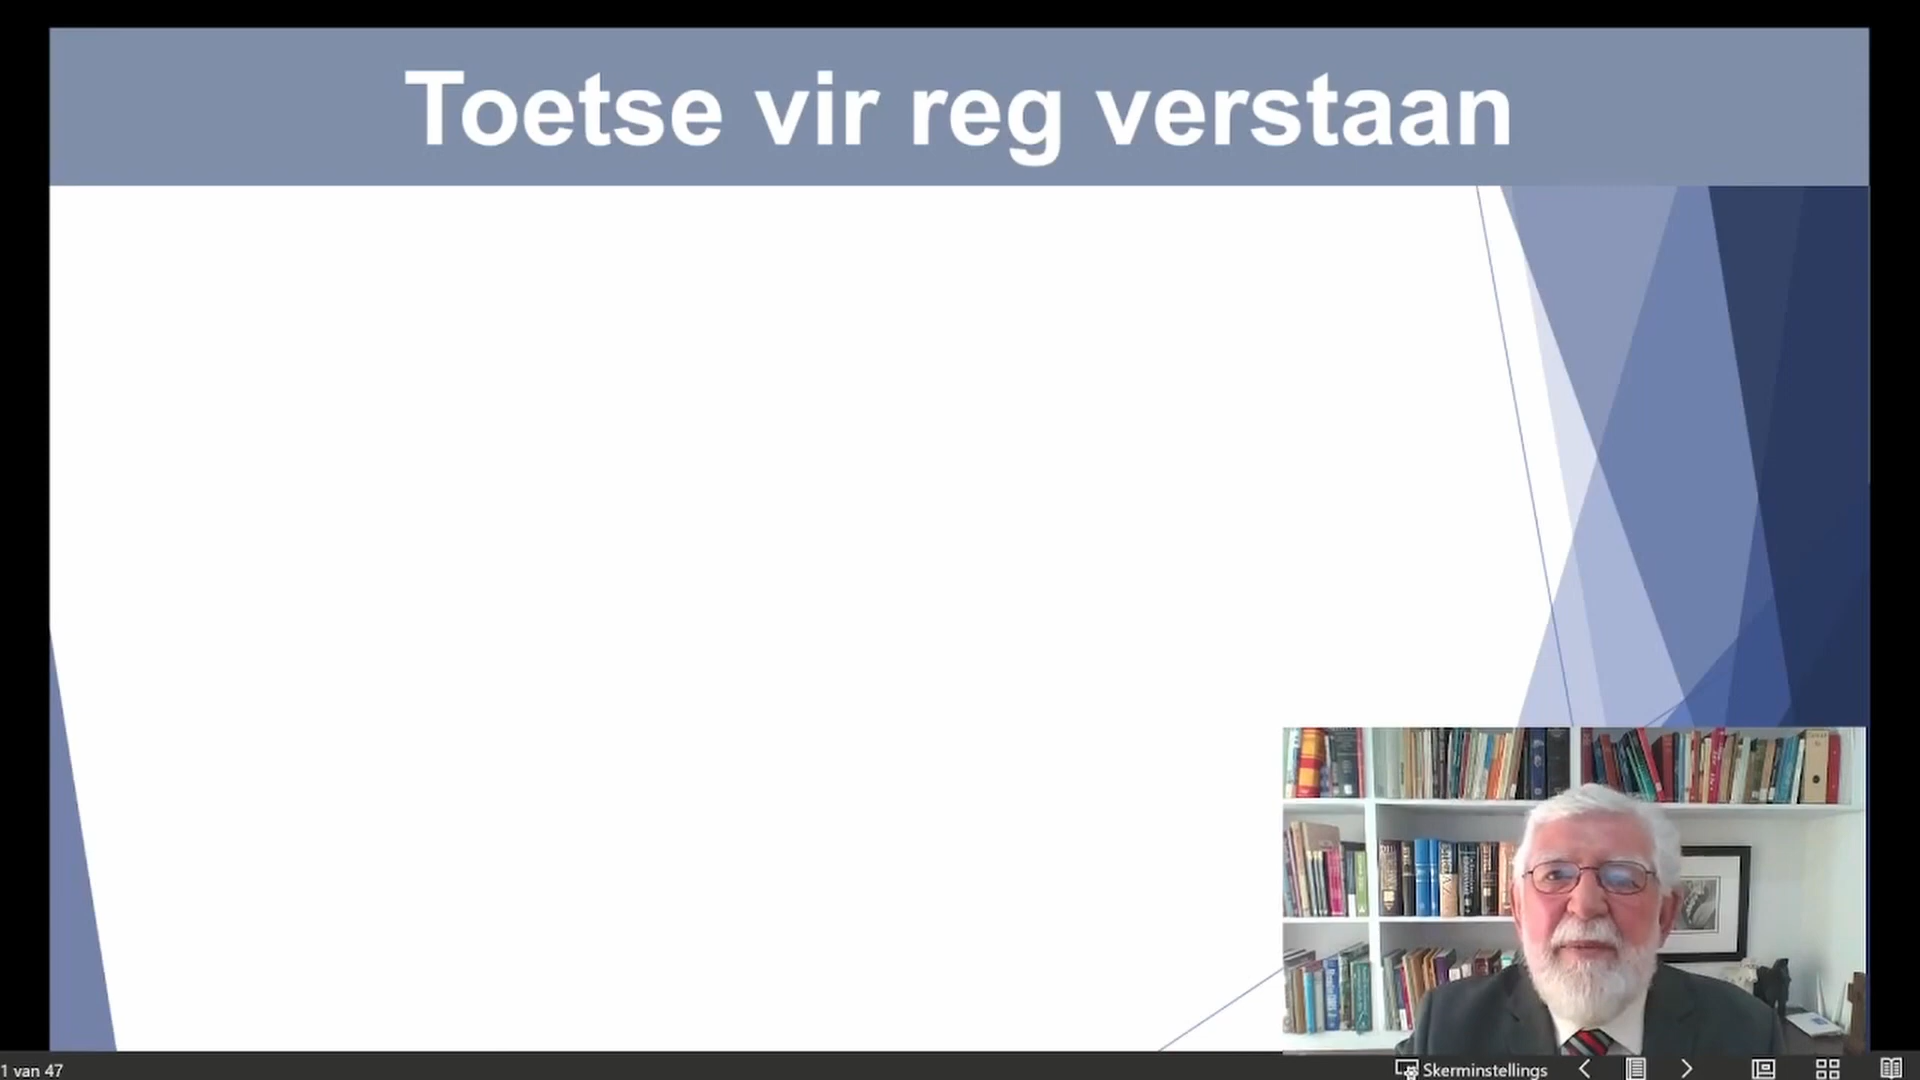 Toetse vir reg verstaan
1 van 47
Skerminstellings